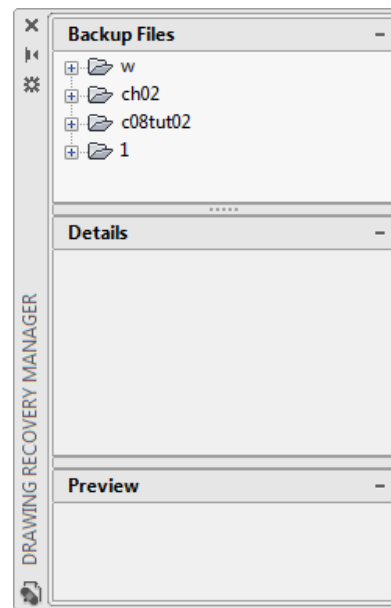 Backup Files
w
ch02
c08tut02
1
Details
Preview
DRAWING RECOVERY MANAGER